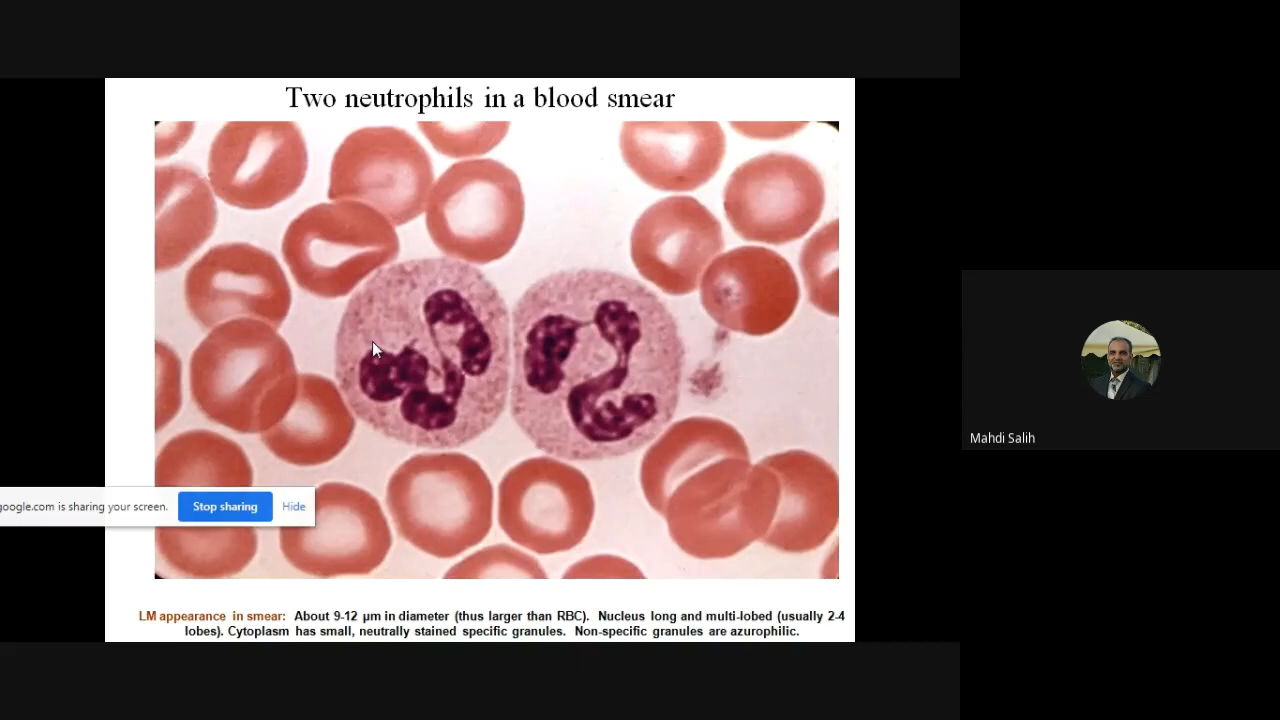 Two neutrophils in a blood smear
google.com is sharing your screen. Stop sharing Hide
Mahdi Salih
LM appearance in smear: About 9-12 µm in diameter (thus larger than RBC). Nucleus long and multi-lobed (usually 2-4
lobes). Cytoplasm has small, neutrally stained specific granules. Non-specific granules are azurophilic.